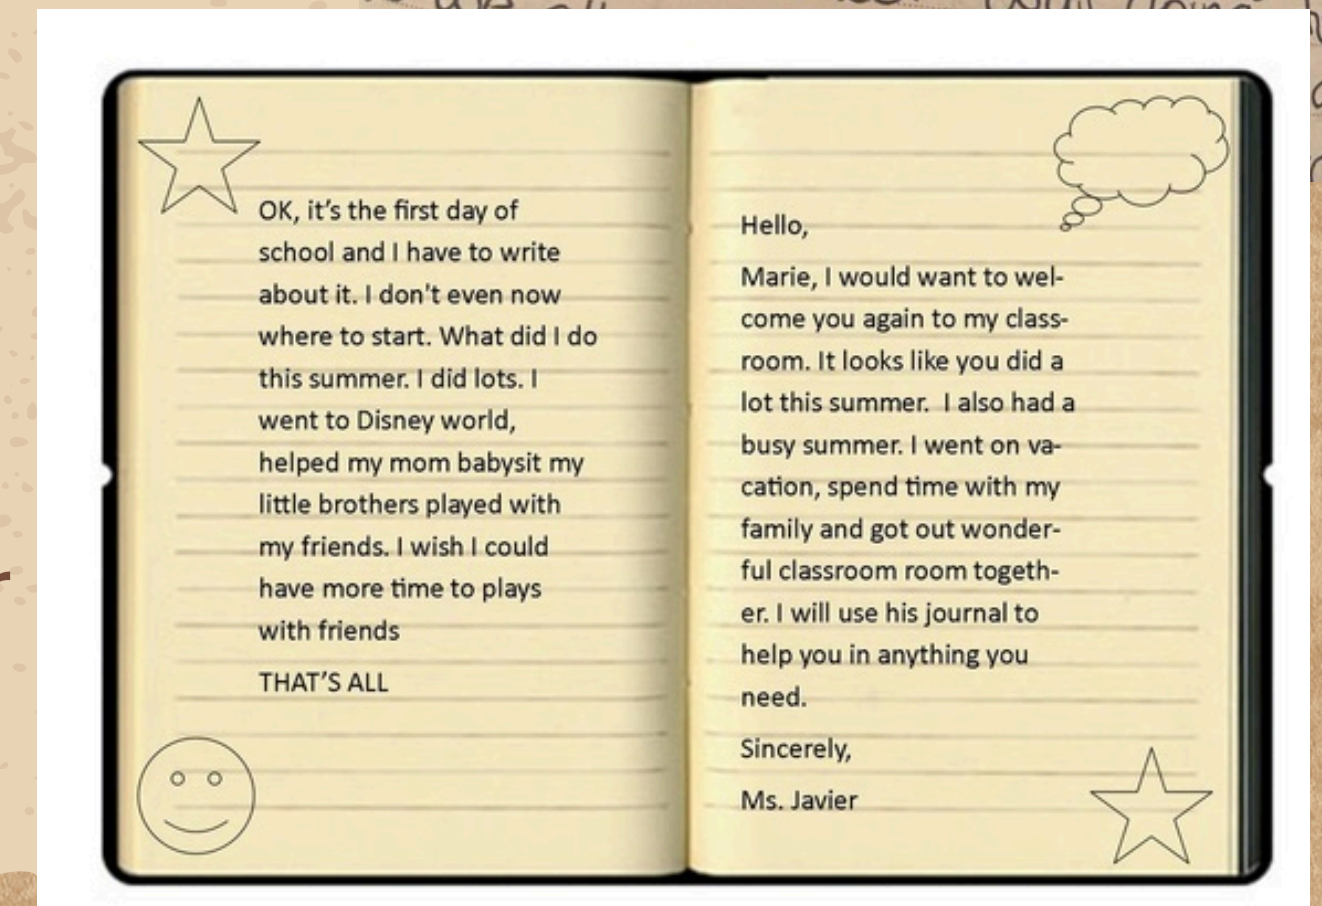 OK, it's the first day of
school and I have to write
about it. I don't even now
where to start. What did I do
this summer. I did lots. I
went to Disney world,
helped my mom babysit my
little brothers played with
my friends. I wish I could
have more time to plays
with friends
THAT'S ALL
Hello,
Marie, I would want to wel-
come you again to my class-
room. It looks like you did a
lot this summer.  I also had a
busy summer. I went on va-
cation, spend time with my
family and got out wonder-
ful classroom room togeth-
er. I will use his journal to
help you in anything you
need.
Sincerely,
Ms. Javier